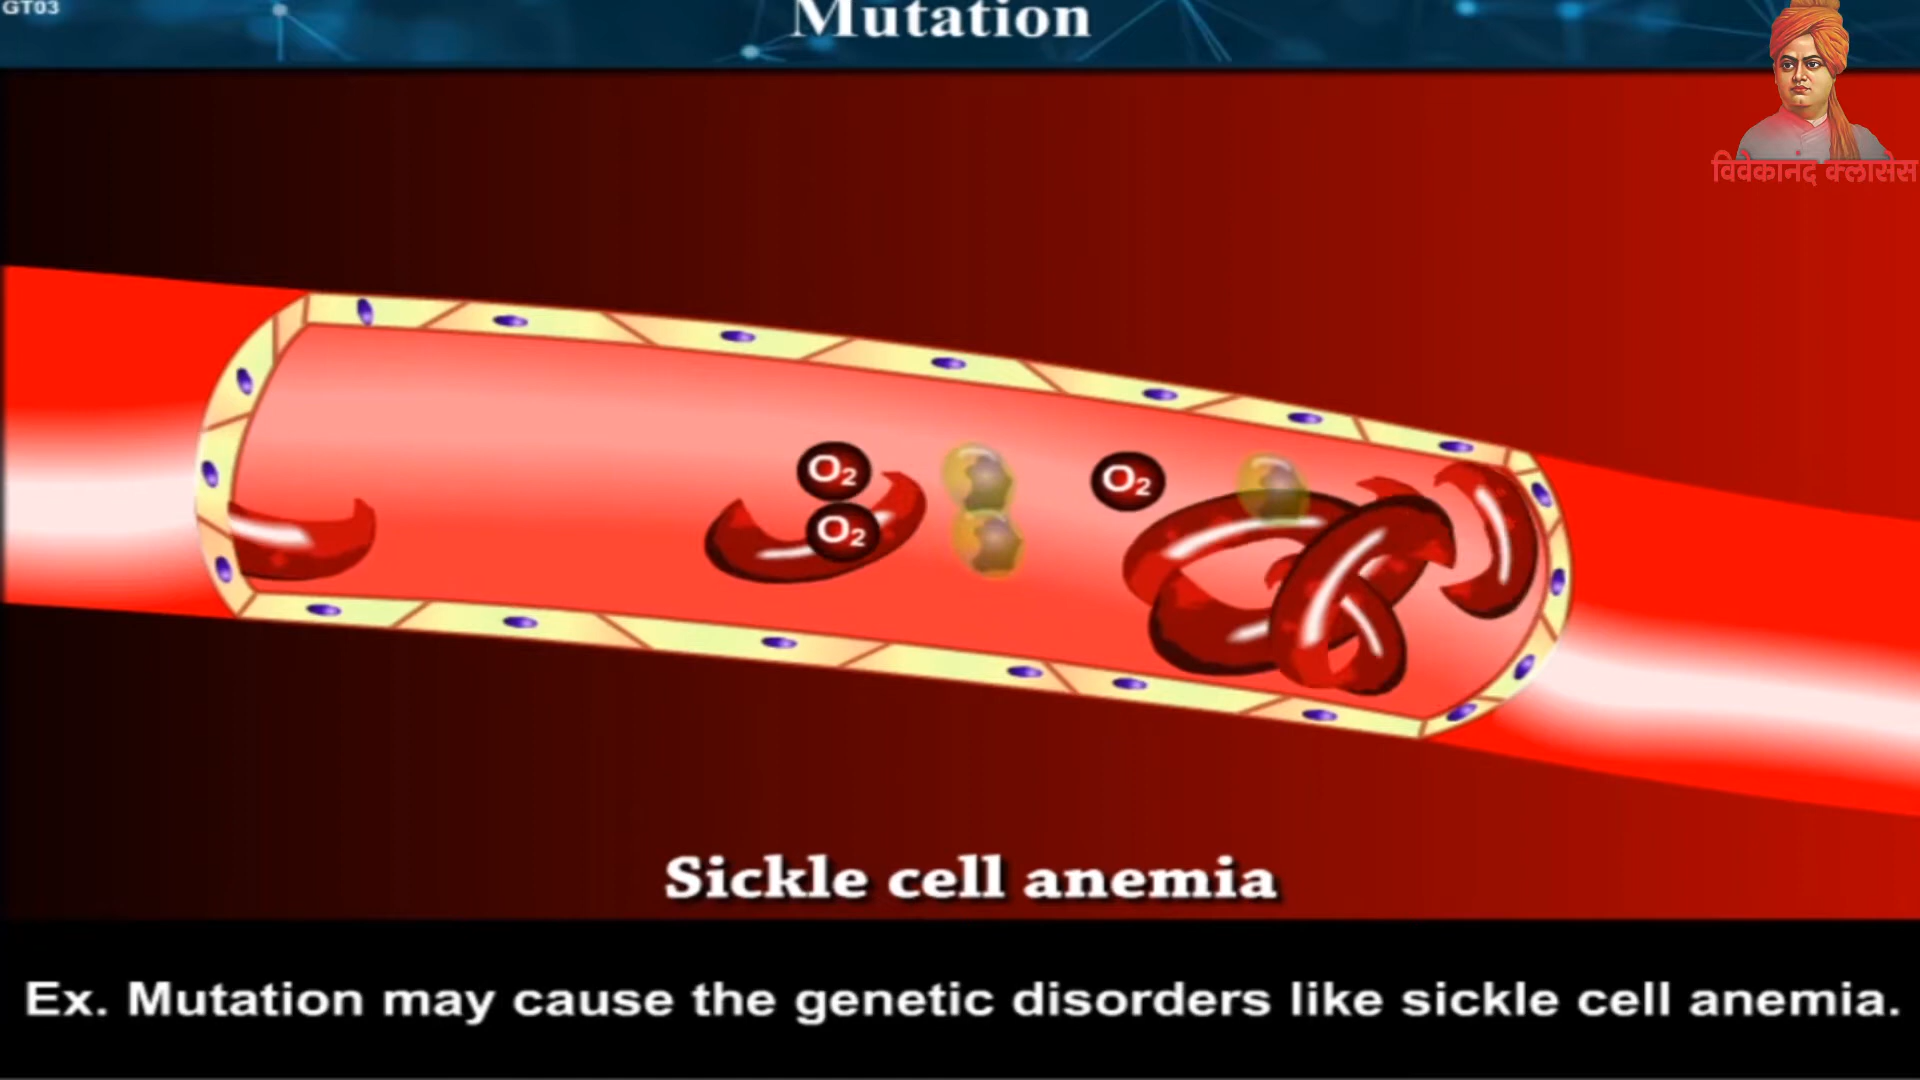 GT03
Mutation
विवेकानंद क्लासेस
O₂
O₂
O₂
Sickle cell anemia
Ex. Mutation may cause the genetic disorders like sickle cell anemia.